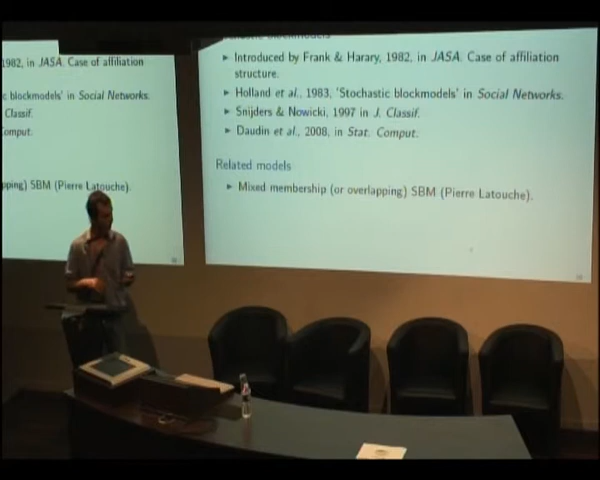 1982, in JASA. Case of affiliation
c blockmodels' in Social Networks.
Classif.
Comput.
pping) SBM (Pierre Latouche).
blockmodels
► Introduced by Frank & Harary, 1982, in JASA. Case of affiliation
structure.
► Holland et al., 1983, 'Stochastic blockmodels' in Social Networks.
► Snijders & Nowicki, 1997 in J. Classif.
► Daudin et al., 2008, in Stat. Comput.
Related models
► Mixed membership (or overlapping) SBM (Pierre Latouche).